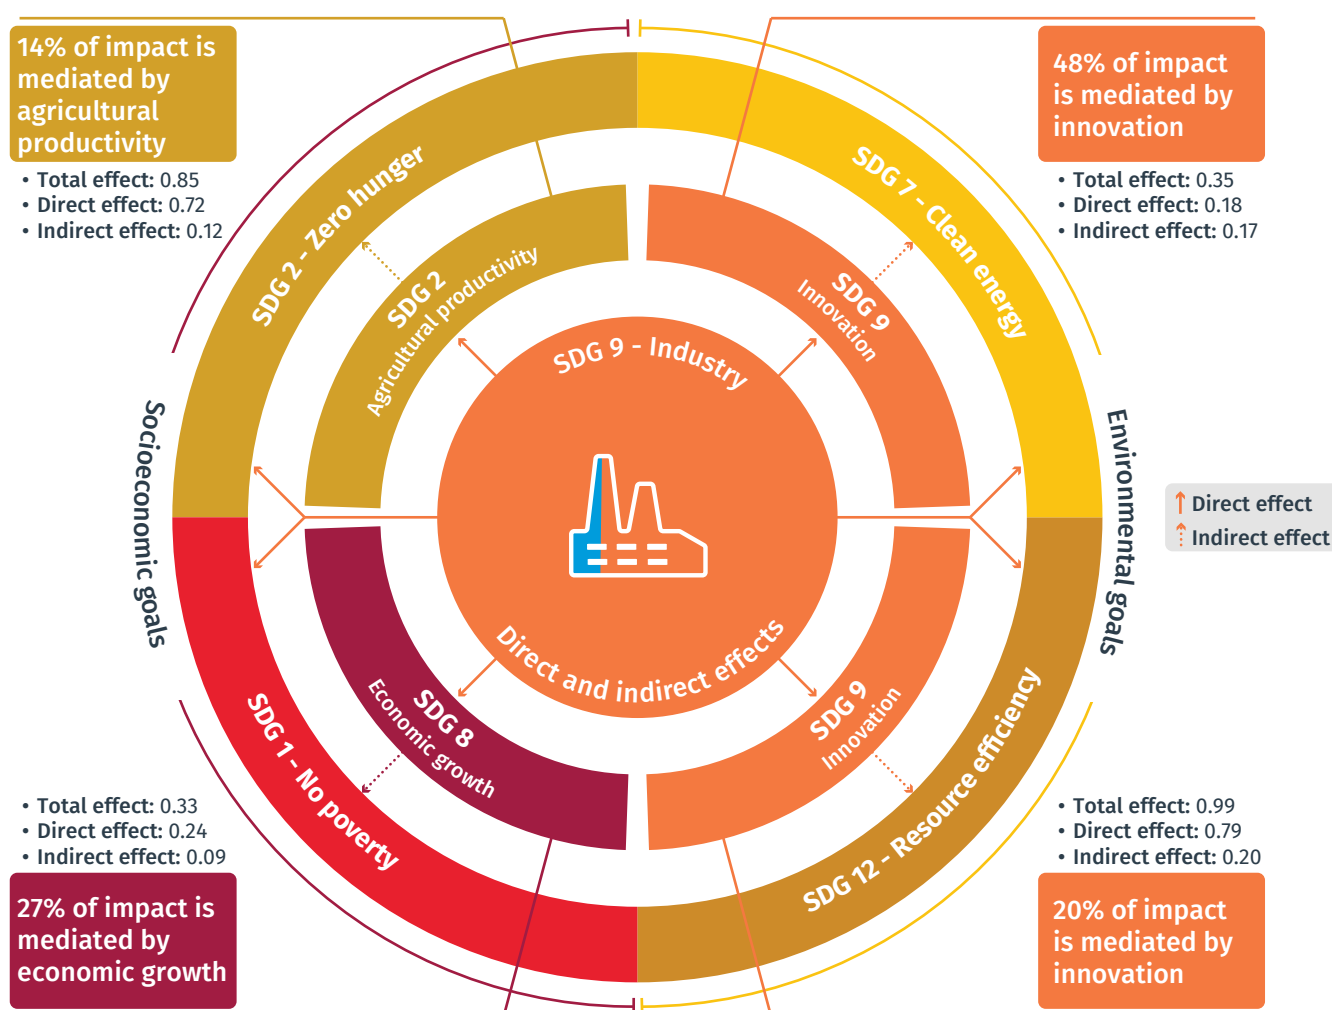 14% of impact is
mediated by
agricultural
productivity
• Total effect: 0.85
• Direct effect: 0.72
• Indirect effect: 0.12
48% of impact
is mediated by
innovation
• Total effect: 0.35
• Direct effect: 0.18
• Indirect effect: 0.17
SDG 2 - Zero hunger
SDG 7 - Clean energy
SDG 2
Agricultural productivity
SDG 9
Innovation
SDG 9 - Industry
Direct and indirect effects
Socioeconomic goals
Environmental goals
Direct effect
Indirect effect
SDG 8
Economic growth
SDG 9
Innovation
SDG 1 - No poverty
SDG 12 - Resource efficiency
• Total effect: 0.33
• Direct effect: 0.24
• Indirect effect: 0.09
27% of impact is
mediated by
economic growth
• Total effect: 0.99
• Direct effect: 0.79
• Indirect effect: 0.20
20% of impact
is mediated by
innovation